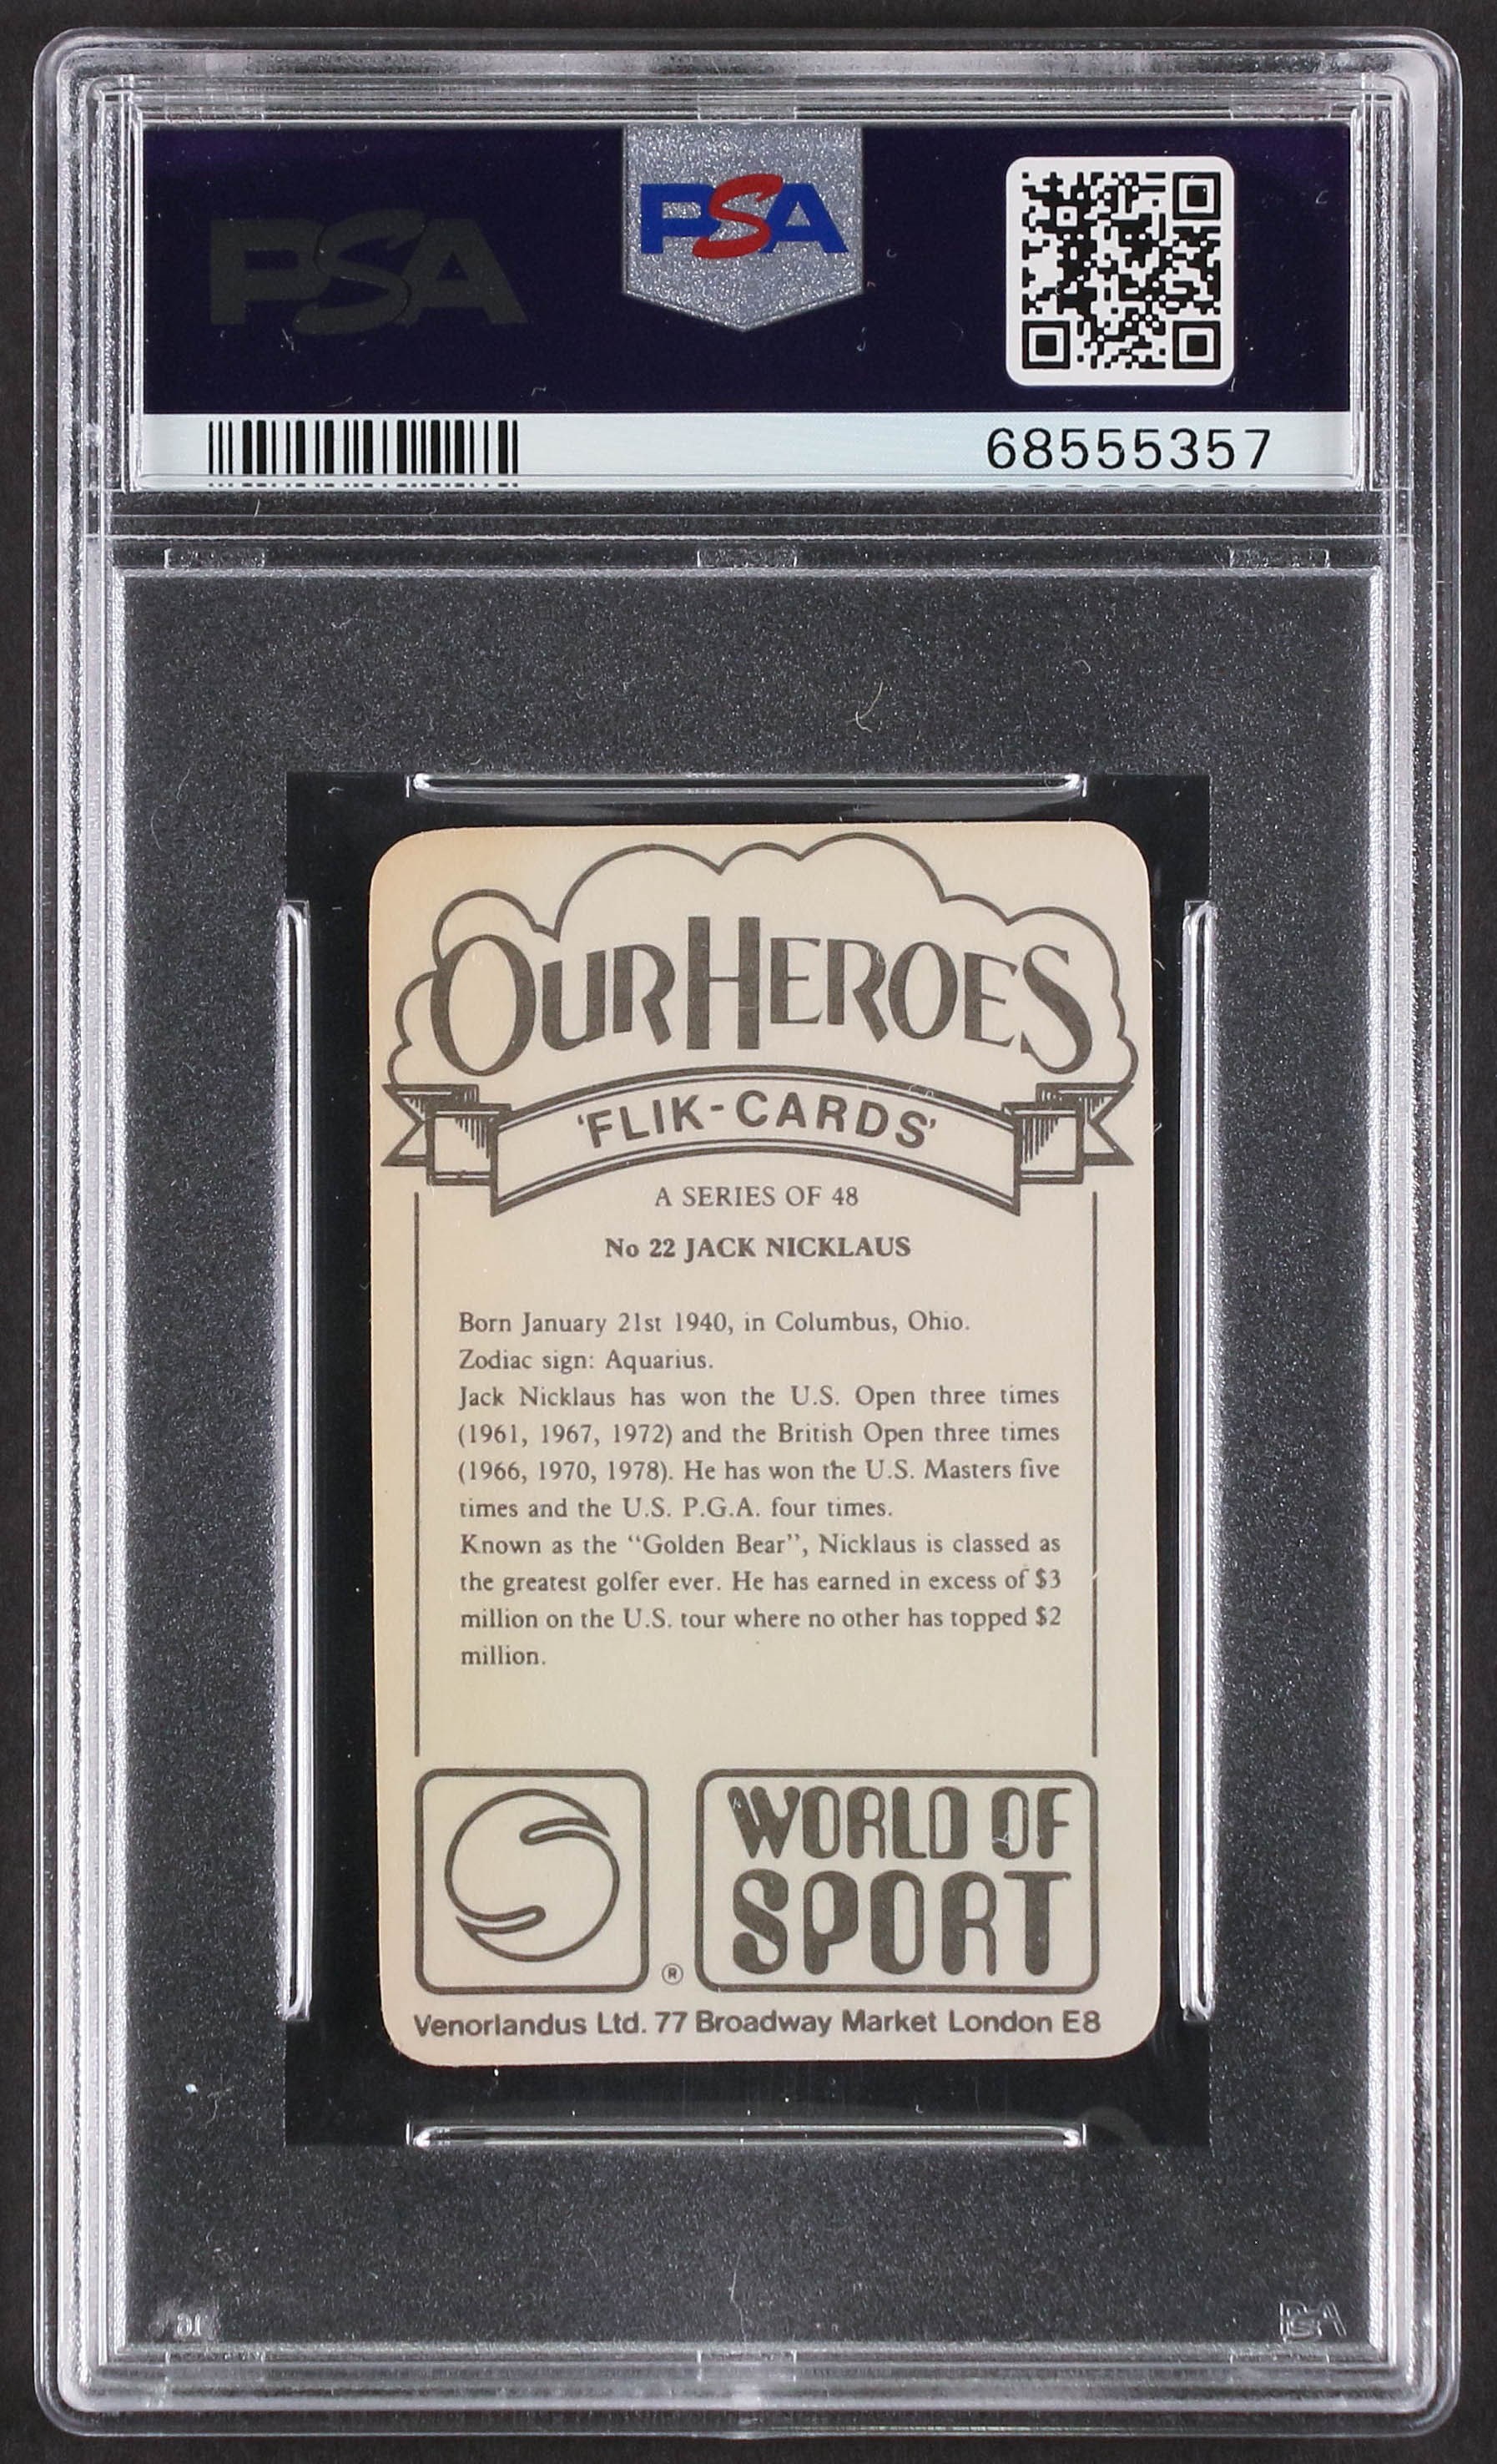 PSA
PSA
68555357
OUR HEROES
'FLIK-CARDS'
A SERIES OF 48
No 22 JACK NICKLAUS
Born January 21st 1940, in Columbus, Ohio.
Zodiac sign: Aquarius.
Jack Nicklaus has won the U.S. Open three times
(1961, 1967, 1972) and the British Open three times
(1966, 1970, 1978). He has won the U.S. Masters five
times and the U.S. P.G.A. four times.
Known as the “Golden Bear”, Nicklaus is classed as
the greatest golfer ever. He has earned in excess of $3
million on the U.S. tour where no other has topped $2
million.
®
WORLD OF
SPORT
Venorlandus Ltd. 77 Broadway Market London E8
PSA